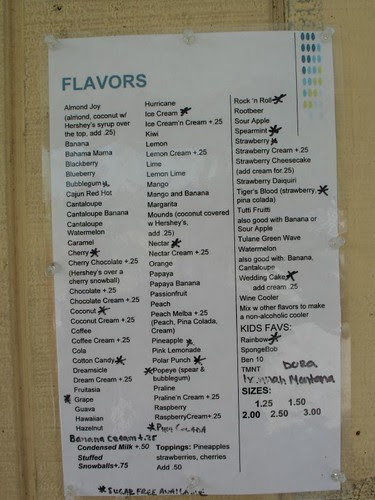 FLAVORS
Almond Joy
(almond, coconut w/
Hershey's syrup over
the top, add .25)
Banana
Bahama Mama
Blackberry
Blueberry
Bubblegum
Cajun Red Hot
Cantaloupe
Cantaloupe Banana
Cantaloupe
Watermelon
Caramel
Cherry
Cherry Chocolate +.25
(Hershey's over a
cherry snowball)
Chocolate +.25
Chocolate Cream +.25
Coconut
Coconut Cream +.25
Coffee
Coffee Cream +.25
Cola
Cotton Candy
Dreamsicle
Dream Cream +.25
Fruitasia
Grape
Guava
Hawaiian
Hazelnut
Banana Cream +.25
Condensed Milk +.50
Stuffed
Snowballs+.75
Hurricane
Ice Cream
Ice Cream'n Cream +.25
Kiwi
Lemon
Lemon Cream +.25
Lime
Lemon Lime
Mango
Mango and Banana
Margarita
Mounds (coconut covered
w Hershey's,
add .25)
Nectar
Nectar Cream +.25
Orange
Papaya
Papaya Banana
Passionfruit
Peach
Peach Melba +.25
(Peach, Pina Colada,
Cream)
Pineapple
Pink Lemonade
Polar Punch
Popeye (spear &
bubblegum)
Praline
Praline'n Cream +.25
Raspberry
RaspberryCream+.25
Pina Colada
Toppings: Pineapples
strawberries, cherries
Add .50
Rock 'n Roll
Rootbeer
Sour Apple
Spearmint
Strawberry
Strawberry Cream +.25
Strawberry Cheesecake
(add cream for.25)
Strawberry Daiquiri
Tiger's Blood (strawberry,
pina colada)
Tutti Fruitti
also good with Banana or
Sour Apple
Tulane Green Wave
Watermelon
also good with: Banana,
Cantaloupe
Wedding Cake
add cream .25
Wine Cooler
Mix w other flavors to make
a non-alcoholic cooler
KIDS FAVS:
Rainbow
SpongeBob
Ben 10
TMNT
DORA
Hannah Montana
SIZES:
1.25 1.50
2.00 2.50 3.00
*SUGAR FREE AVAILABLE